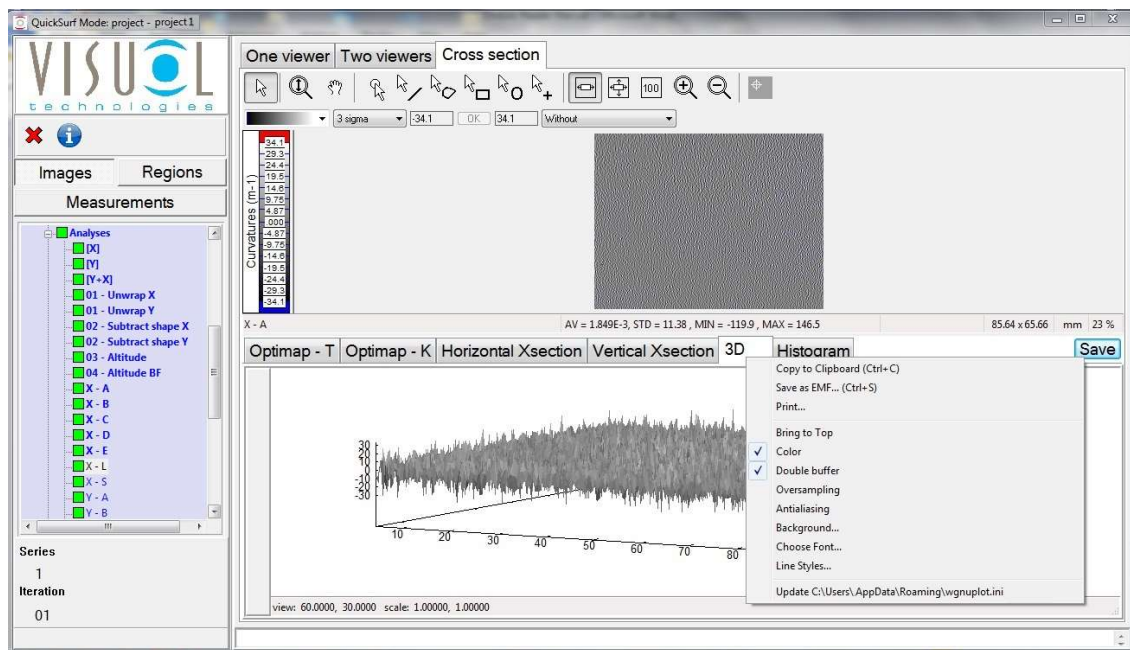 QuickSurf Mode: project - project1
VISUOL
technologies
Images Regions
Measurements
Analyses
[X]
[Y]
[Y+X]
01 - Unwrap X
01 - Unwrap Y
02 - Subtract shape X
02 - Subtract shape Y
03 - Altitude
04 - Altitude BF
X - A
X - B
X - C
X - D
X - E
X - L
X - S
Y - A
Y - B
Series
1
Iteration
01
One viewer Two viewers Cross section
100
3 sigma -34.1 OK 34.1 Without
Curvatures (m-1)
34.1
29.3
24.4
19.5
14.6
9.75
4.87
.000
-4.87
-9.75
-14.6
-19.5
-24.4
-29.3
-34.1
X - A AV = 1.849E-3, STD = 11.38 , MIN = -119.9 , MAX = 146.5 85.64 x 65.66 mm 23 %
Optimap - T Optimap - K Horizontal Xsection Vertical Xsection 3D Histogram Save
30
20
10
0
-10
-20
-30
10 20 30 40 50 60 70 80
view: 60.0000, 30.0000 scale: 1.00000, 1.00000
Copy to Clipboard (Ctrl+C)
Save as EMF... (Ctrl+S)
Print...
Bring to Top
Color
Double buffer
Oversampling
Antialiasing
Background...
Choose Font...
Line Styles...
Update C:\Users\.AppData\Roaming\wgnuplot.ini